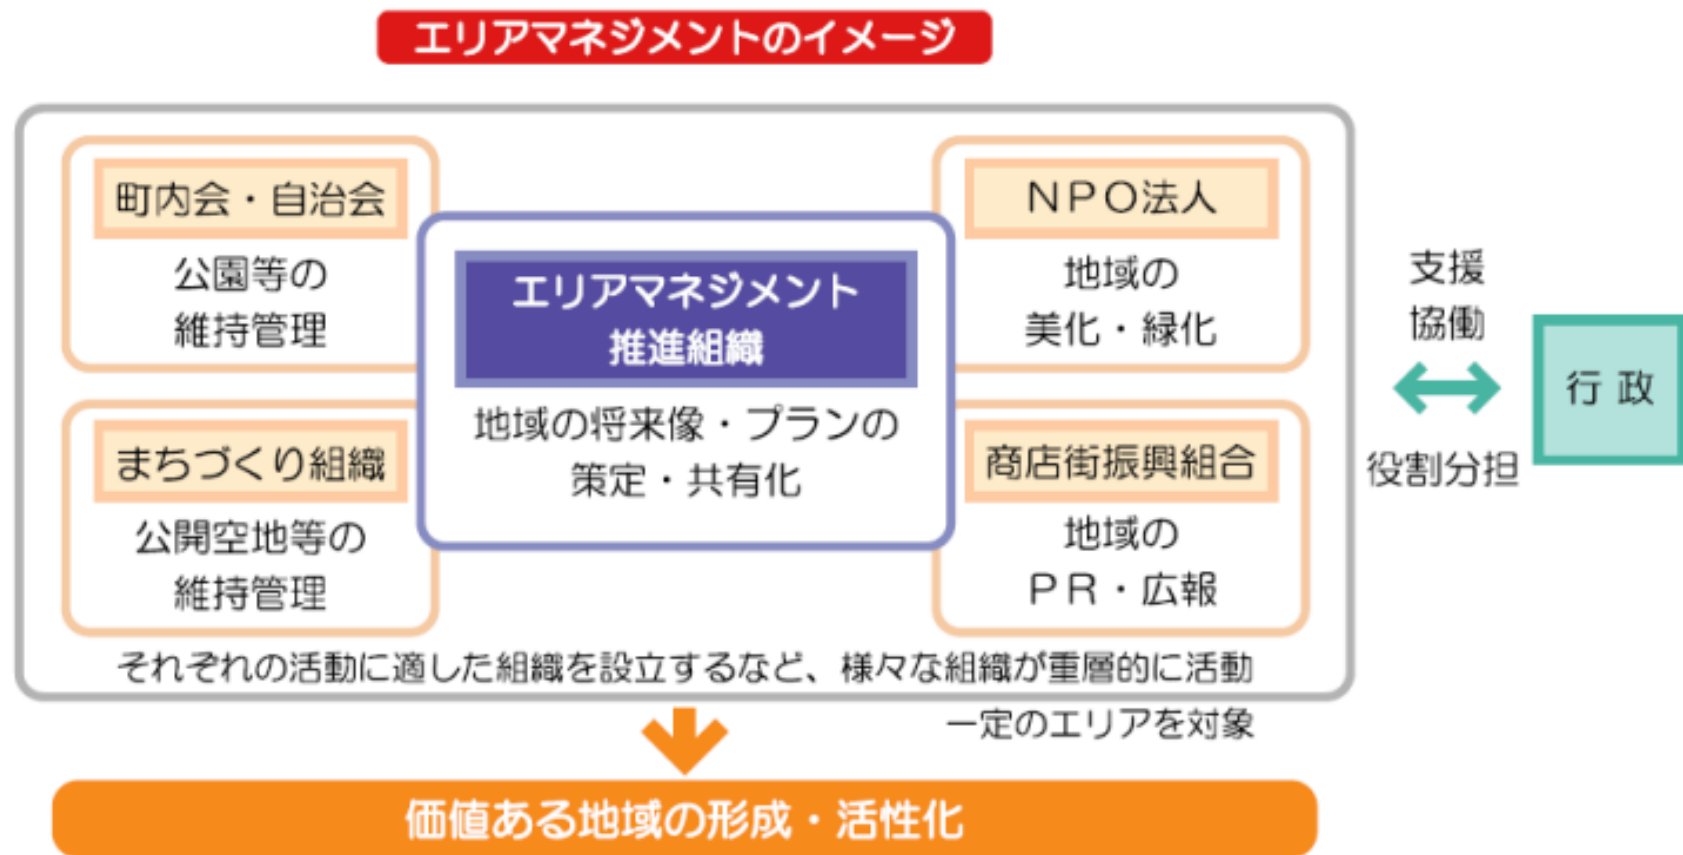 エリアマネジメントのイメージ
町内会・自治会
公園等の
維持管理
NPO法人
地域の
美化・緑化
エリアマネジメント
推進組織
地域の将来像・プランの
策定・共有化
まちづくり組織
公開空地等の
維持管理
商店街振興組合
地域の
PR・広報
それぞれの活動に適した組織を設立するなど、様々な組織が重層的に活動
一定のエリアを対象
支援
協働
役割分担
行政
価値ある地域の形成・活性化